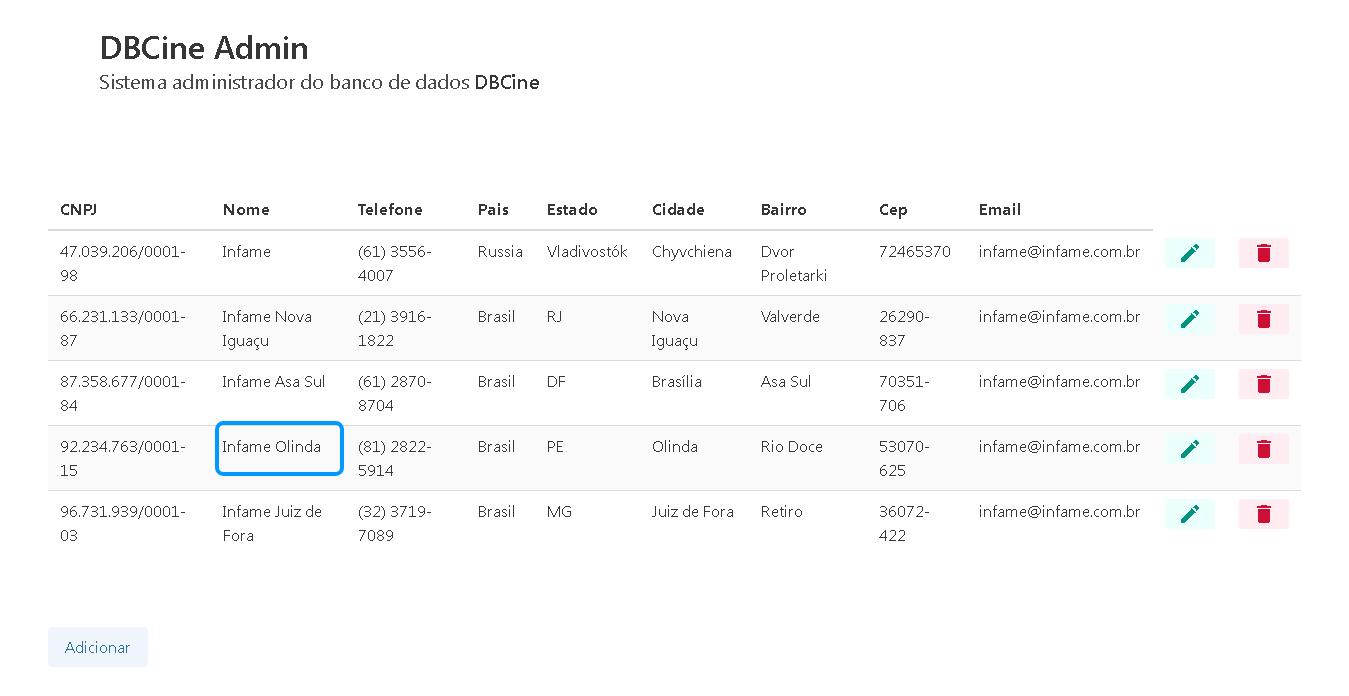 DBCine Admin
Sistema administrador do banco de dados DBCine
CNPJ Nome Telefone Pais Estado Cidade Bairro Cep Email
47.039.206/0001- Infame (61) 3556- Russia Vladivostók Chyvchiena Dvor 72465370 infame@infame.com.br
98 4007 Proletarki
66.231.133/0001- Infame Nova (21) 3916- Brasil RJ Nova Valverde 26290- infame@infame.com.br
87 Iguaçu 1822 Iguaçu 837
87.358.677/0001- Infame Asa Sul (61) 2870- Brasil DF Brasília Asa Sul 70351- infame@infame.com.br
84 8704 706
92.234.763/0001- Infame Olinda (81) 2822- Brasil PE Olinda Rio Doce 53070- infame@infame.com.br
15 5914 625
96.731.939/0001- Infame Juiz de (32) 3719- Brasil MG Juiz de Fora Retiro 36072- infame@infame.com.br
03 Fora 7089 422
Adicionar